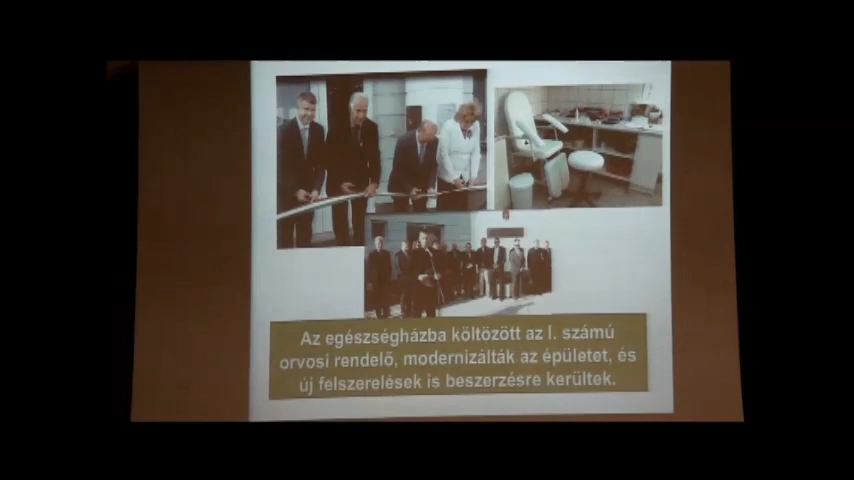 Az egészségházba költözött az I. számú
orvosi rendelő, modernizálták az épületet, és
új felszerelések is beszerzésre kerültek.